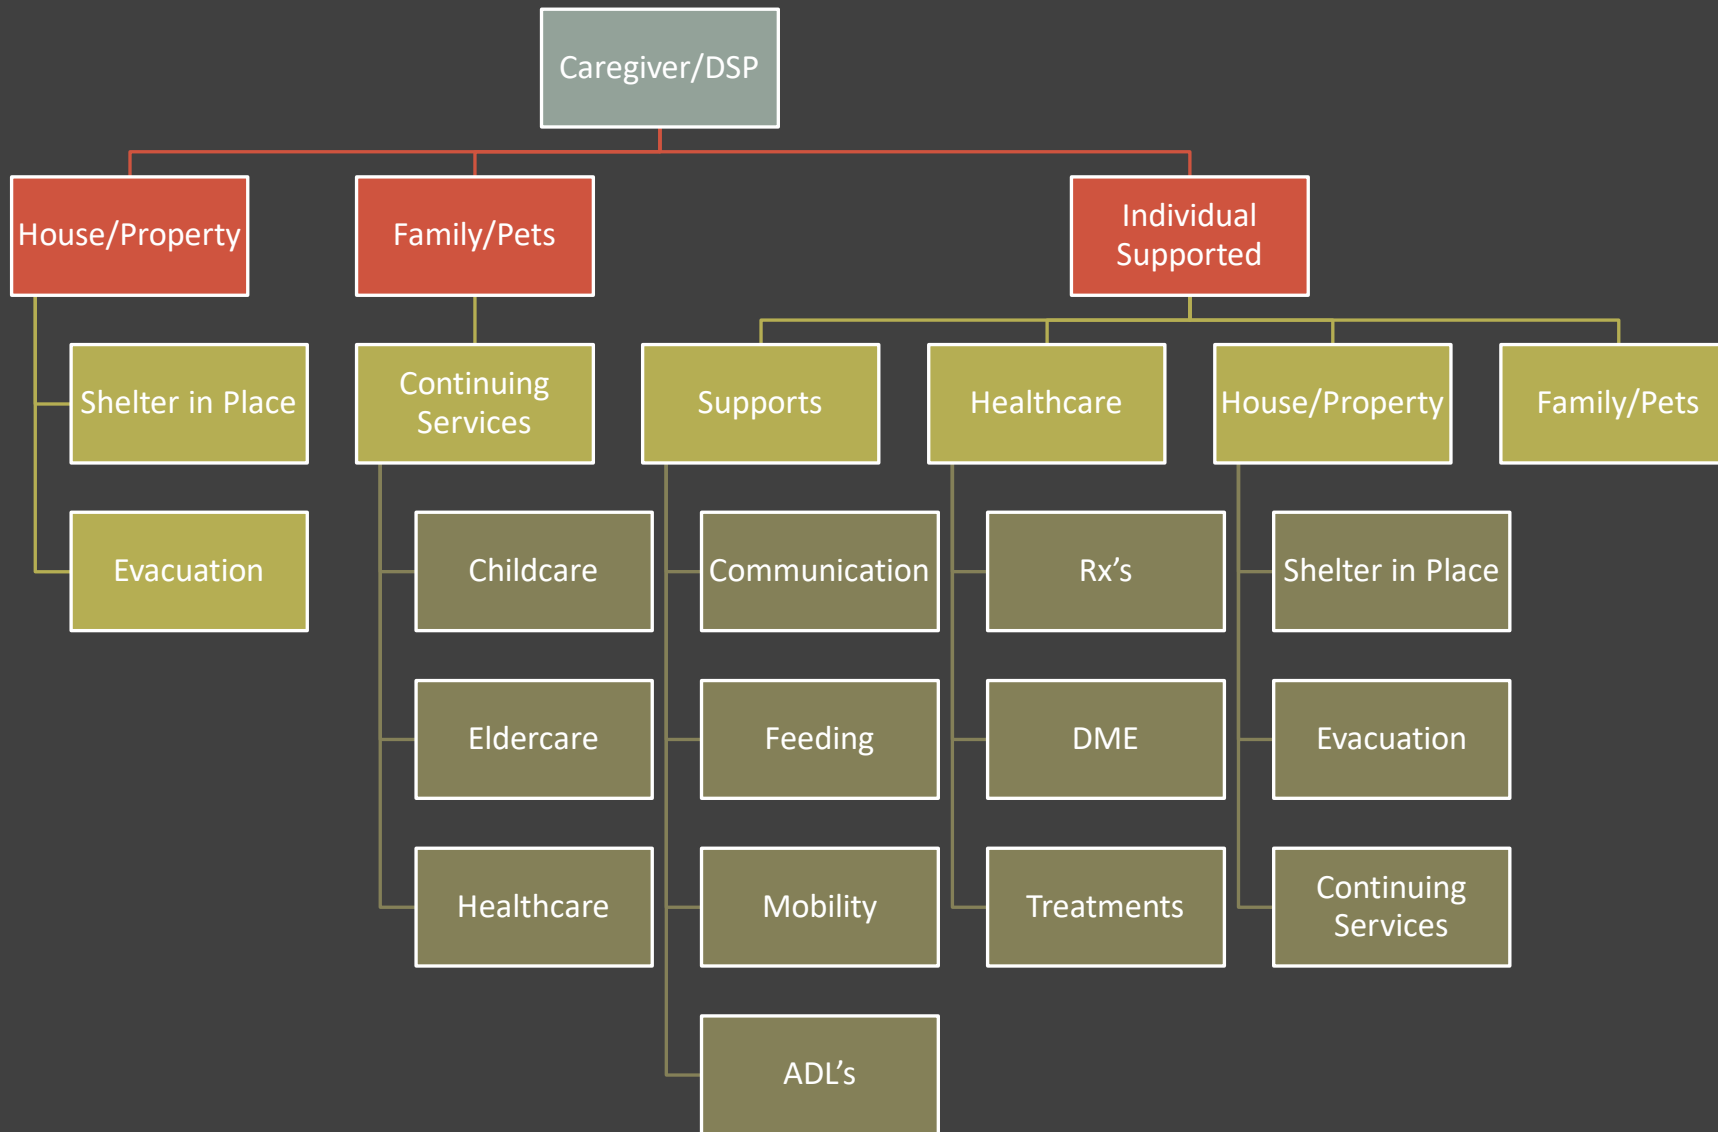 Caregiver/DSP
House/Property
Family/Pets
Individual
Supported
Shelter in Place
Evacuation
Continuing
Services
Childcare
Eldercare
Healthcare
Supports
Communication
Feeding
Mobility
ADL’s
Healthcare
Rx’s
DME
Treatments
House/Property
Shelter in Place
Evacuation
Continuing
Services
Family/Pets